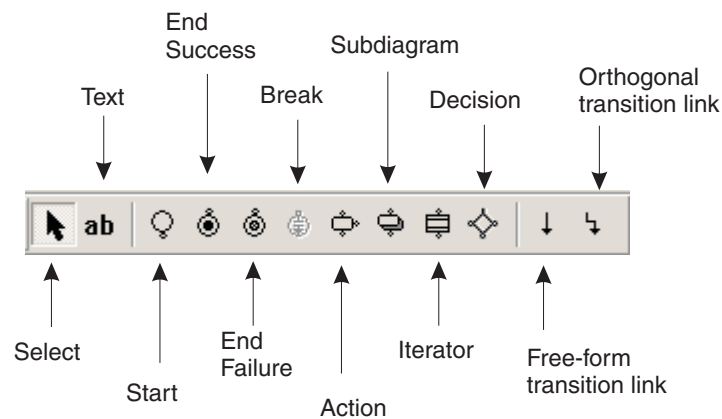 End
Success
Subdiagram
Orthogonal
transition link
Text
Break
Decision
ab
Select
Start
End
Failure
Action
Iterator
Free-form
transition link